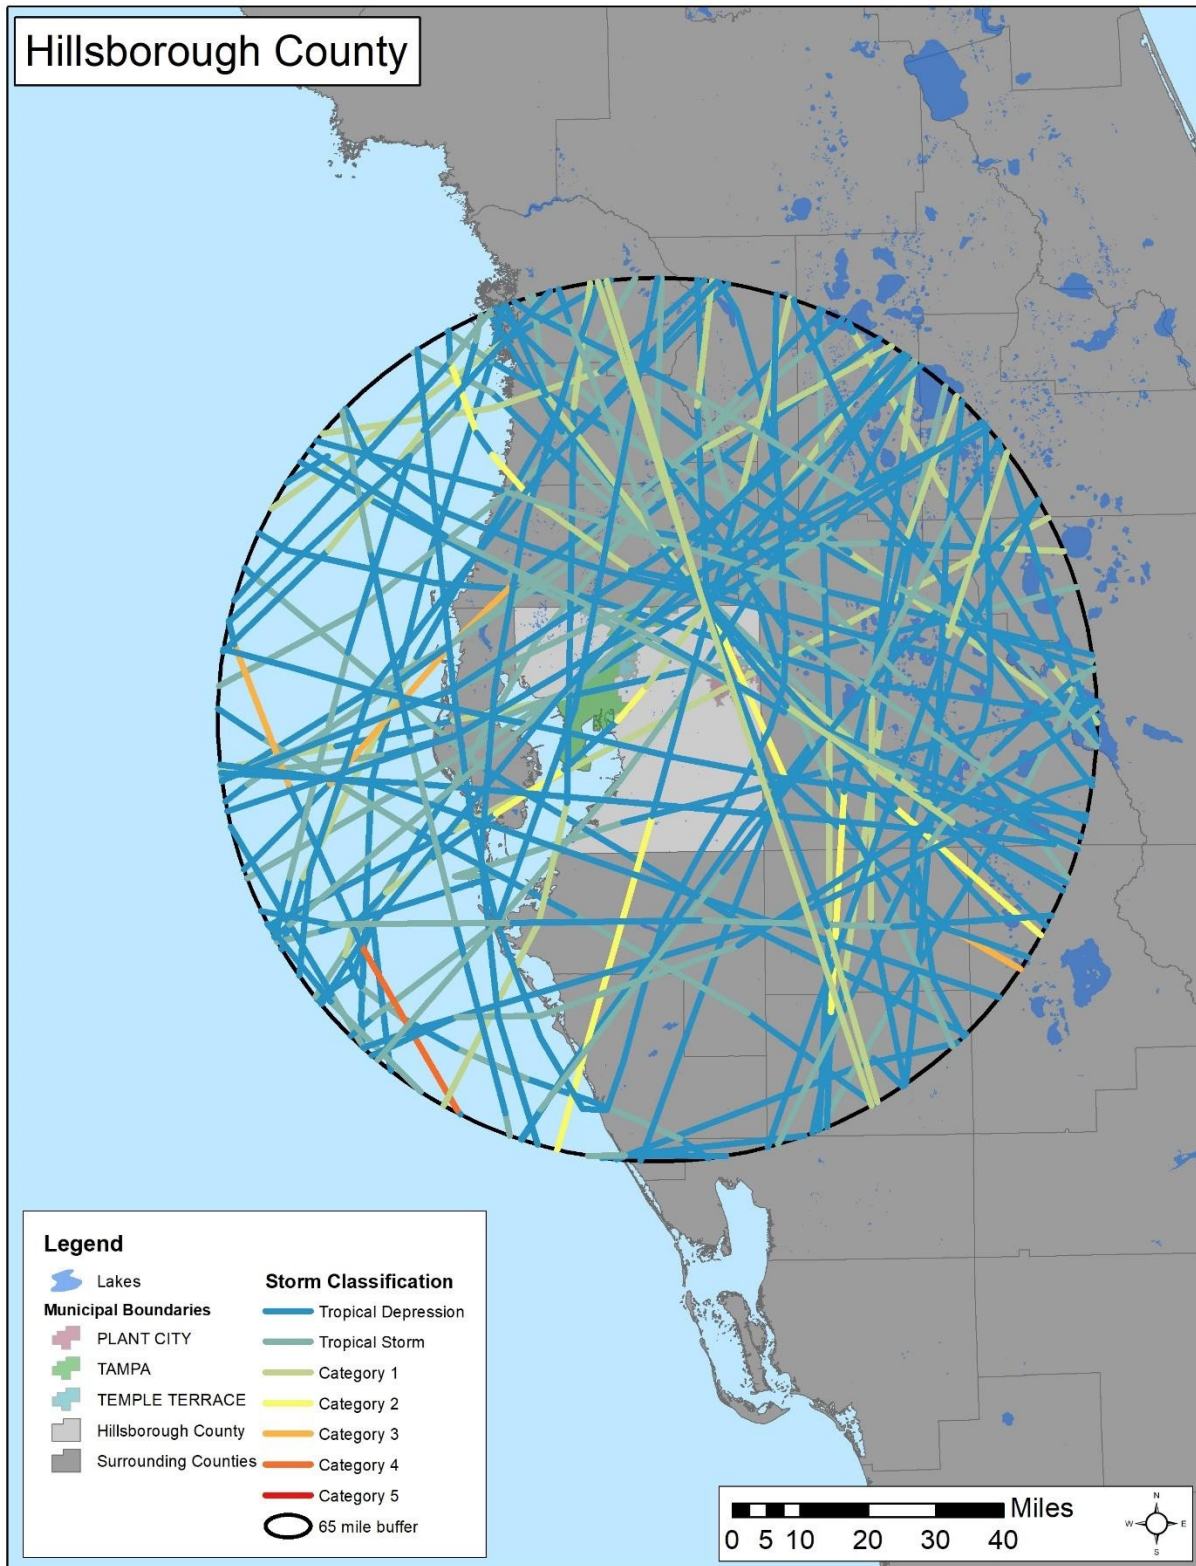 Hillsborough County
Legend
Lakes
Municipal Boundaries
PLANT CITY
TAMPA
TEMPLE TERRACE
Hillsborough County
Surrounding Counties
Storm Classification
Tropical Depression
Tropical Storm
Category 1
Category 2
Category 3
Category 4
Category 5
65 mile buffer
Miles
0 5 10 20 30 40
N
W E
S